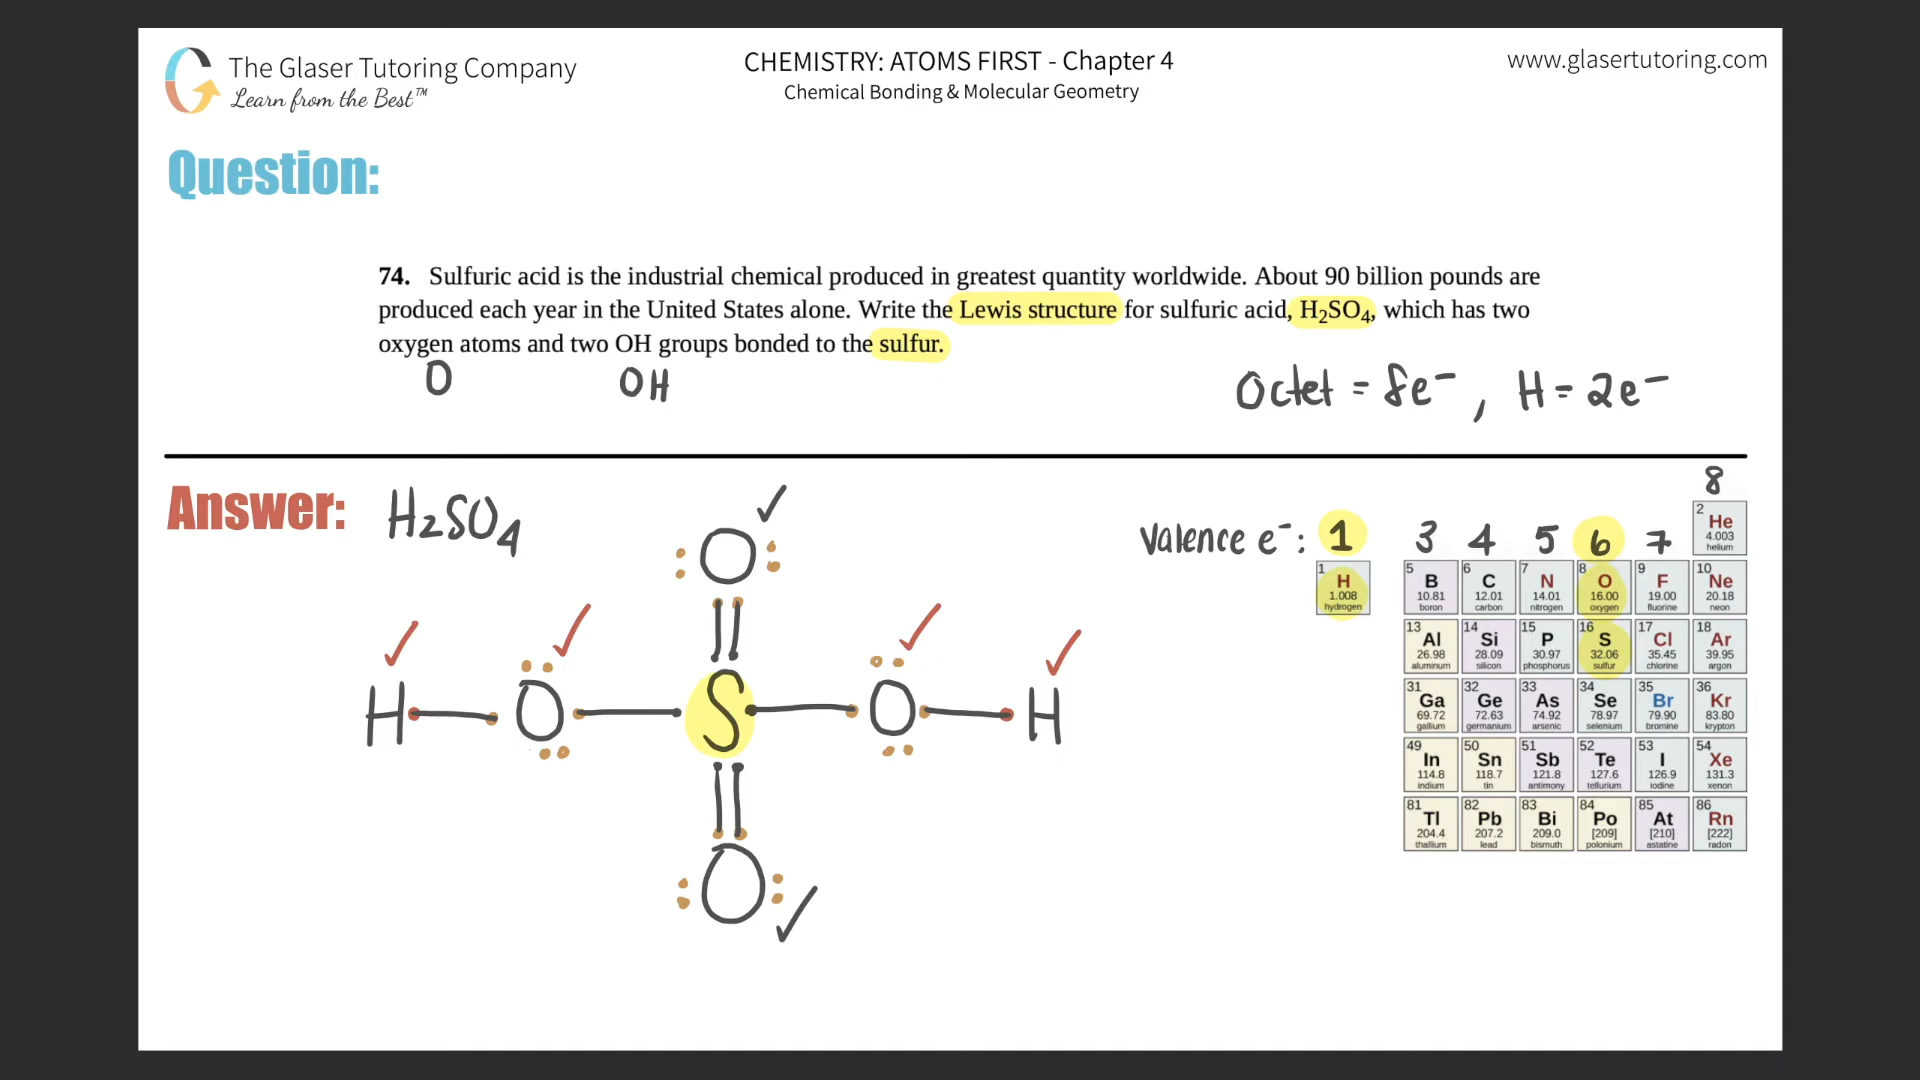 The Glaser Tutoring Company
Learn from the Best™
CHEMISTRY: ATOMS FIRST - Chapter 4
Chemical Bonding & Molecular Geometry
www.glasertutoring.com
Question:
74. Sulfuric acid is the industrial chemical produced in greatest quantity worldwide. About 90 billion pounds are
produced each year in the United States alone. Write the Lewis structure for sulfuric acid, H₂SO₄, which has two
oxygen atoms and two OH groups bonded to the sulfur.
O OH
Octet = 8e⁻, H = 2e⁻
Answer: H₂SO₄
O
H O S O H
O
8
Valence e⁻: 1 3 4 5 6 7
2 He 4.003 helium
1 H 1.008 hydrogen
5 B 10.81 boron
6 C 12.01 carbon
7 N 14.01 nitrogen
8 O 16.00 oxygen
9 F 19.00 fluorine
10 Ne 20.18 neon
13 Al 26.98 aluminum
14 Si 28.09 silicon
15 P 30.97 phosphorus
16 S 32.06 sulfur
17 Cl 35.45 chlorine
18 Ar 39.95 argon
31 Ga 69.72 gallium
32 Ge 72.63 germanium
33 As 74.92 arsenic
34 Se 78.97 selenium
35 Br 79.90 bromine
36 Kr 83.80 krypton
49 In 114.8 indium
50 Sn 118.7 tin
51 Sb 121.8 antimony
52 Te 127.6 tellurium
53 I 126.9 iodine
54 Xe 131.3 xenon
81 Tl 204.4 thallium
82 Pb 207.2 lead
83 Bi 209.0 bismuth
84 Po [209] polonium
85 At [210] astatine
86 Rn [222] radon